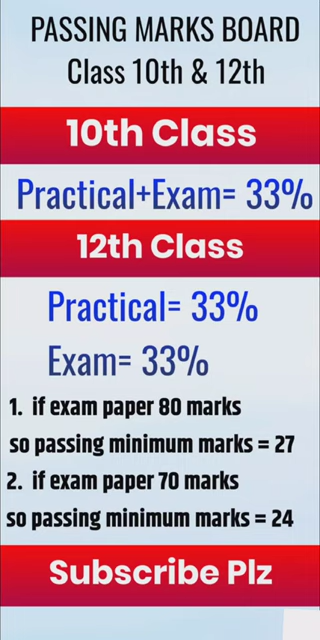 PASSING MARKS BOARD
Class 10th & 12th
10th Class
Practical+Exam= 33%
12th Class
Practical= 33%
Exam= 33%
1. if exam paper 80 marks
so passing minimum marks = 27
2. if exam paper 70 marks
so passing minimum marks = 24
Subscribe Plz